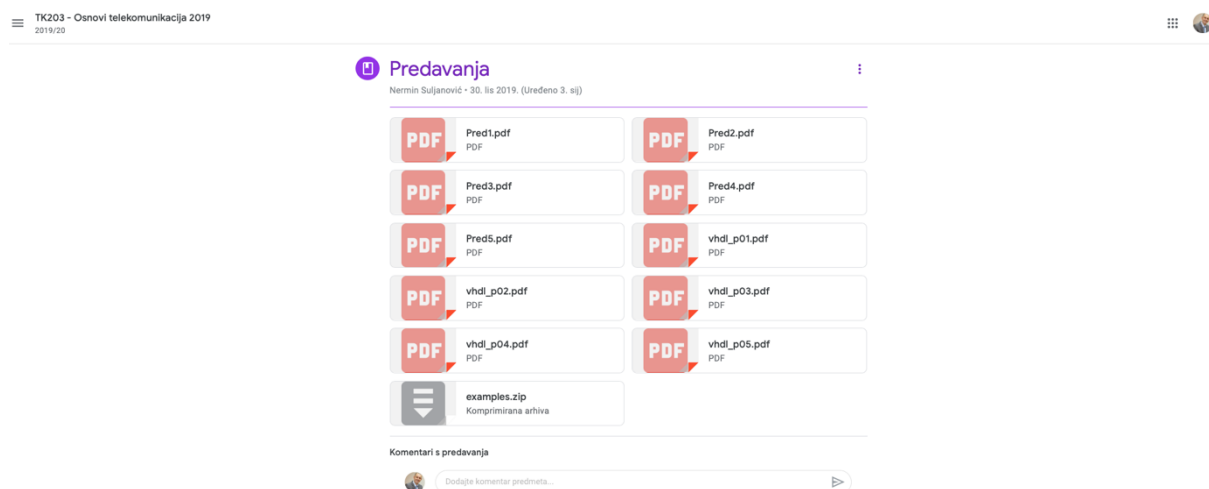 TK203 - Osnovi telekomunikacija 2019
2019/20
Predavanja
Nermin Suljanović • 30. lis 2019. (Uređeno 3. sij)
PDF
Pred1.pdf
PDF
PDF
Pred2.pdf
PDF
PDF
Pred3.pdf
PDF
PDF
Pred4.pdf
PDF
PDF
Pred5.pdf
PDF
PDF
vhdl_p01.pdf
PDF
PDF
vhdl_p02.pdf
PDF
PDF
vhdl_p03.pdf
PDF
PDF
vhdl_p04.pdf
PDF
PDF
vhdl_p05.pdf
PDF
examples.zip
Komprimirana arhiva
Komentari s predavanja
Dodajte komentar predmeta...